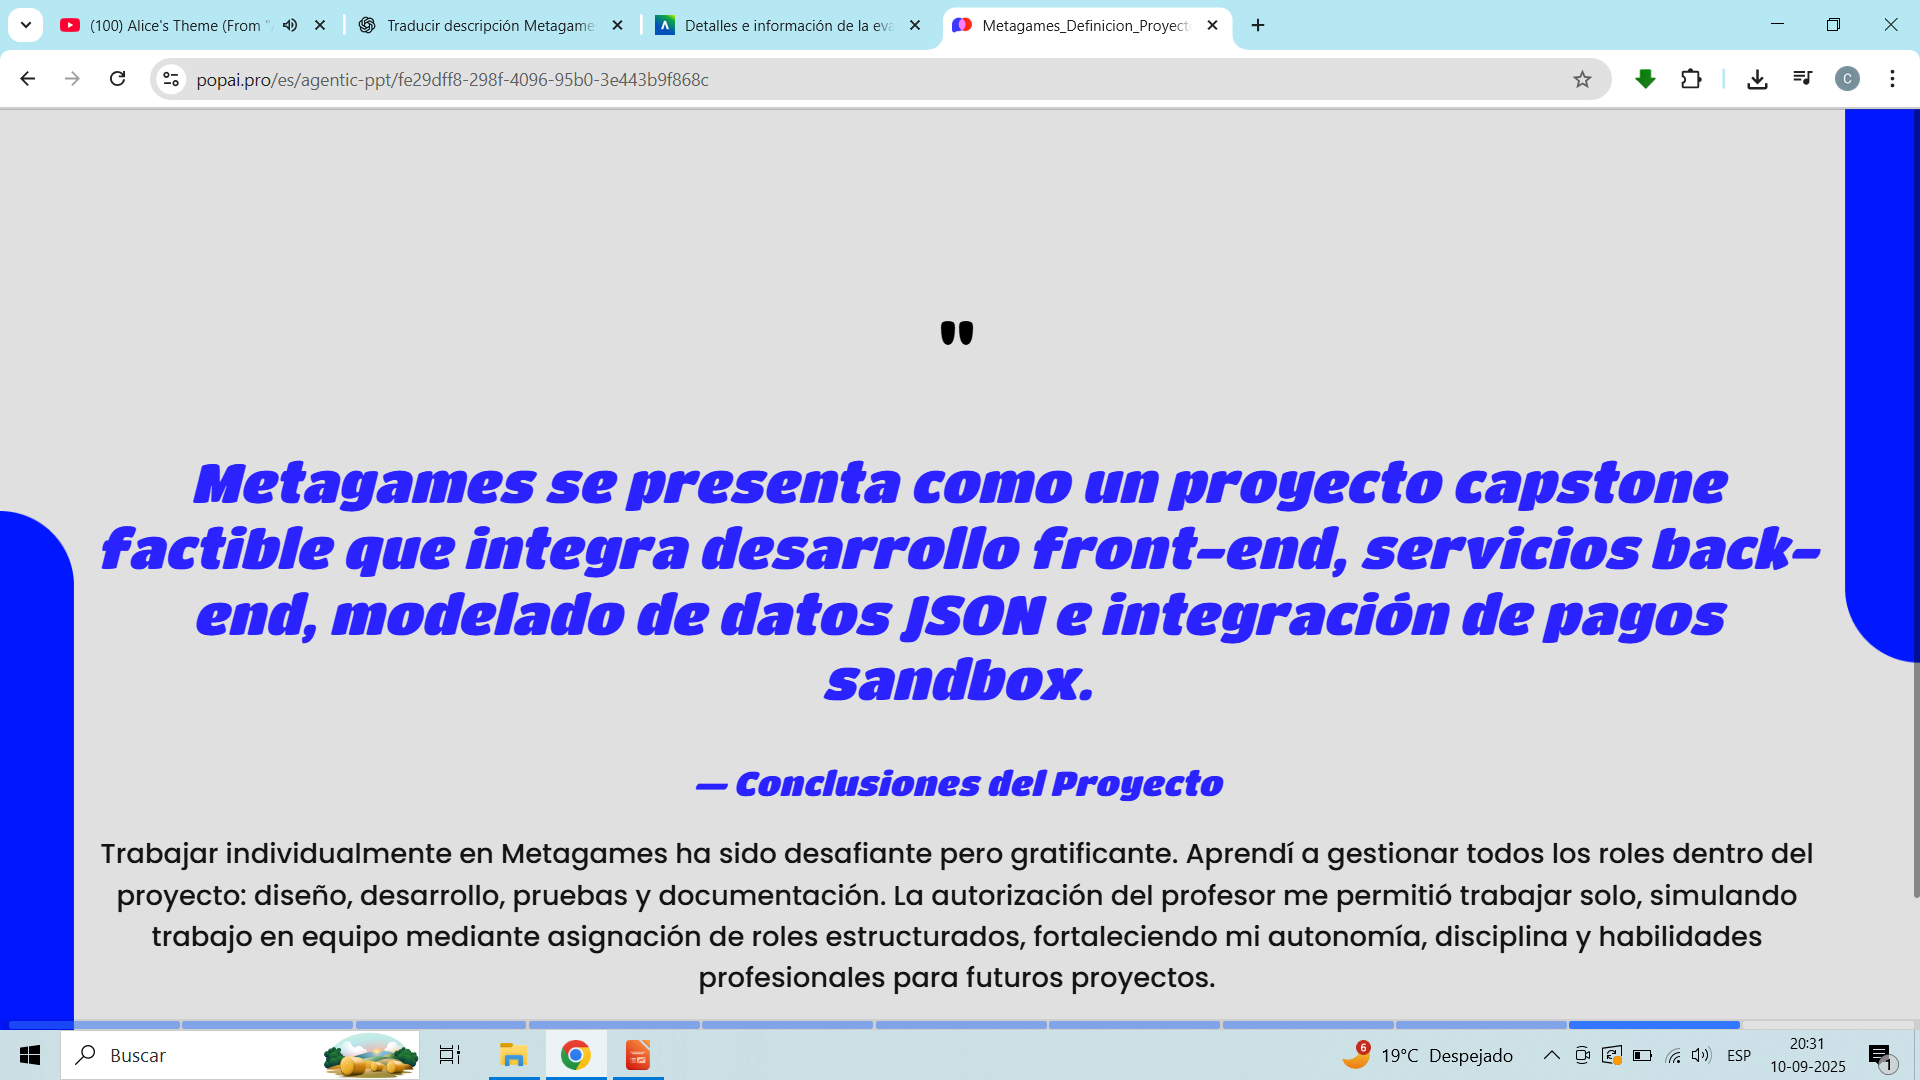 (100) Alice's Theme (From "
Traducir descripción Metagame
Detalles e información de la eva
Metagames_Definicion_Proyect
popai.pro/es/agentic-ppt/fe29dff8-298f-4096-95b0-3e443b9f868c
C
"
Metagames se presenta como un proyecto capstone
factible que integra desarrollo front-end, servicios back-
end, modelado de datos JSON e integración de pagos
sandbox.
— Conclusiones del Proyecto
Trabajar individualmente en Metagames ha sido desafiante pero gratificante. Aprendí a gestionar todos los roles dentro del
proyecto: diseño, desarrollo, pruebas y documentación. La autorización del profesor me permitió trabajar solo, simulando
trabajo en equipo mediante asignación de roles estructurados, fortaleciendo mi autonomía, disciplina y habilidades
profesionales para futuros proyectos.
Buscar
6
19°C Despejado
ESP
20:31
10-09-2025
1